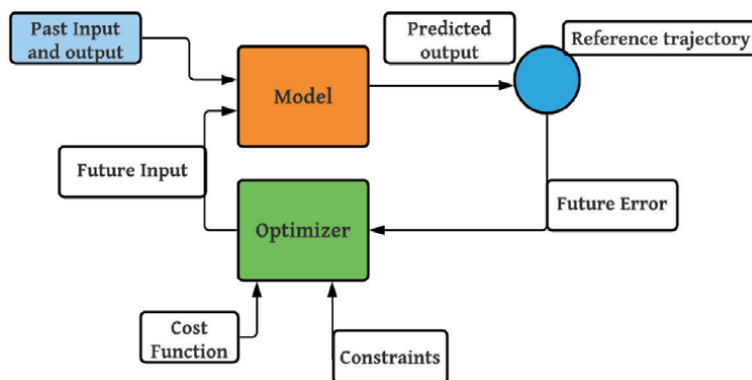 Past Input
and output
Predicted
output
Reference trajectory
Model
Future Input
Future Error
Optimizer
Cost
Function
Constraints